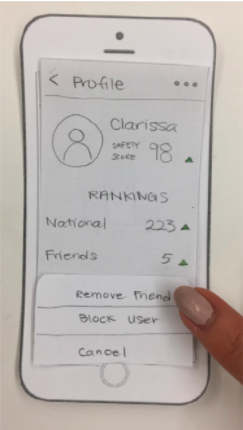 < Profile
Clarissa
SAFETY
SCORE 98
RANKINGS
National 223
Friends 5
Remove Friend
Block User
Cancel